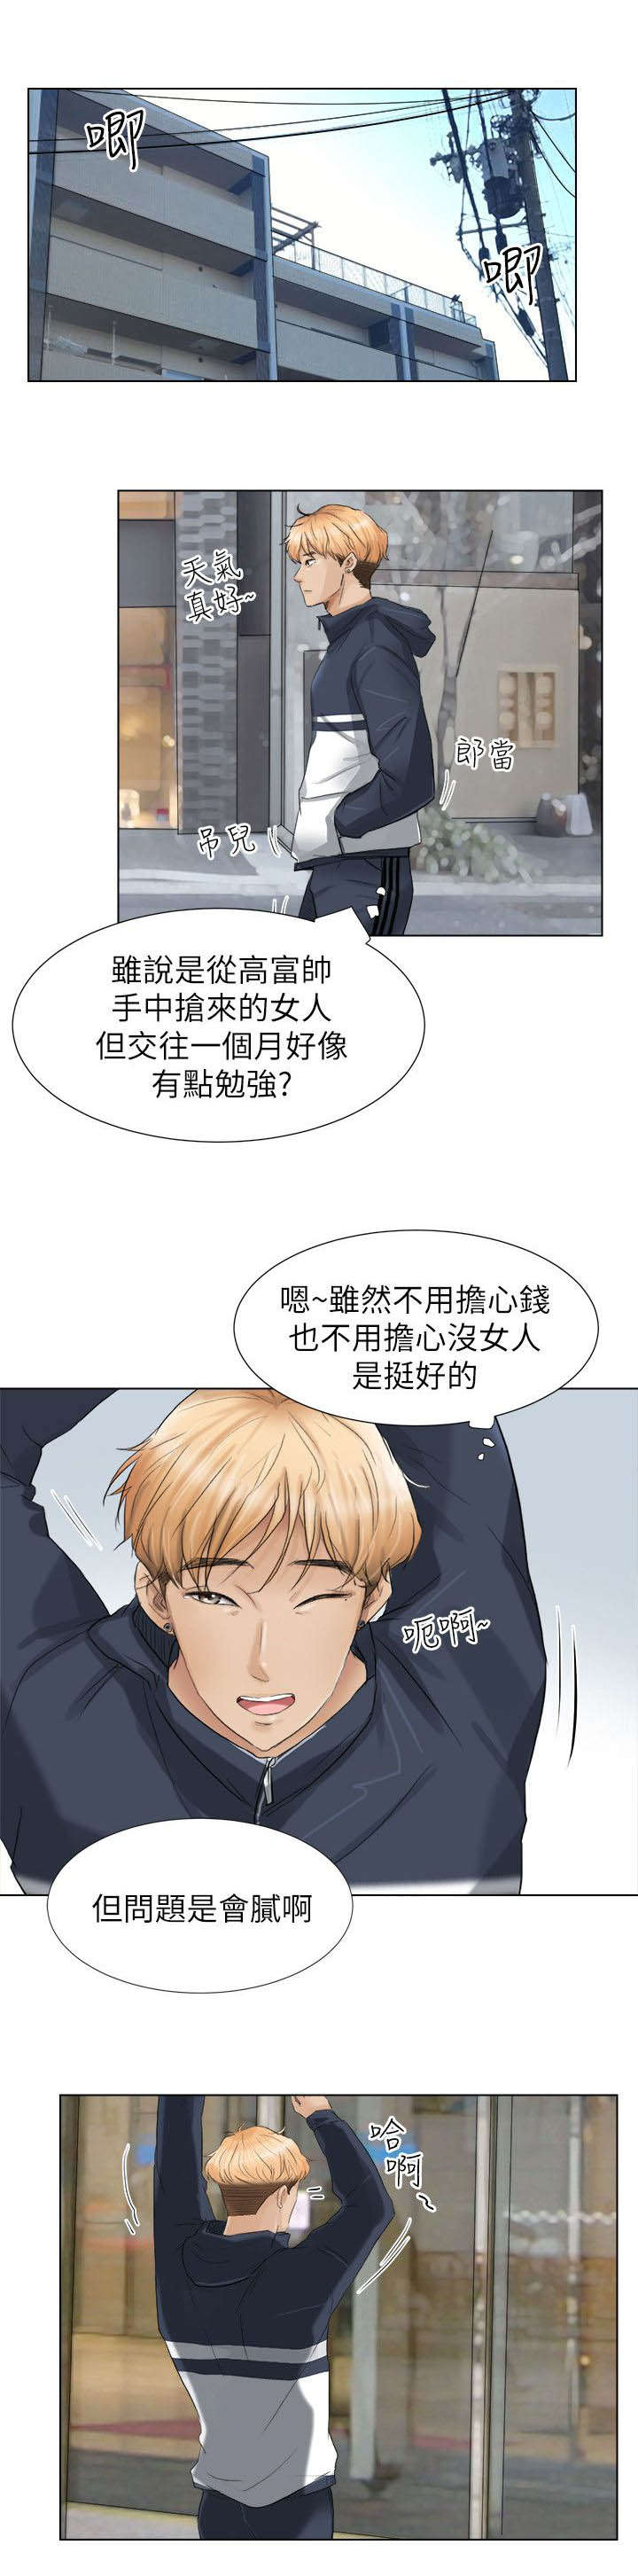 唧
唧
天氣
真好~
郎當
吊兒
雖說是從高富帥
手中搶來的女人
但交往一個月好像
有點勉強?
嗯~雖然不用擔心錢
也不用擔心沒女人
是挺好的
呃啊~
但問題是會膩啊
哈
啊~